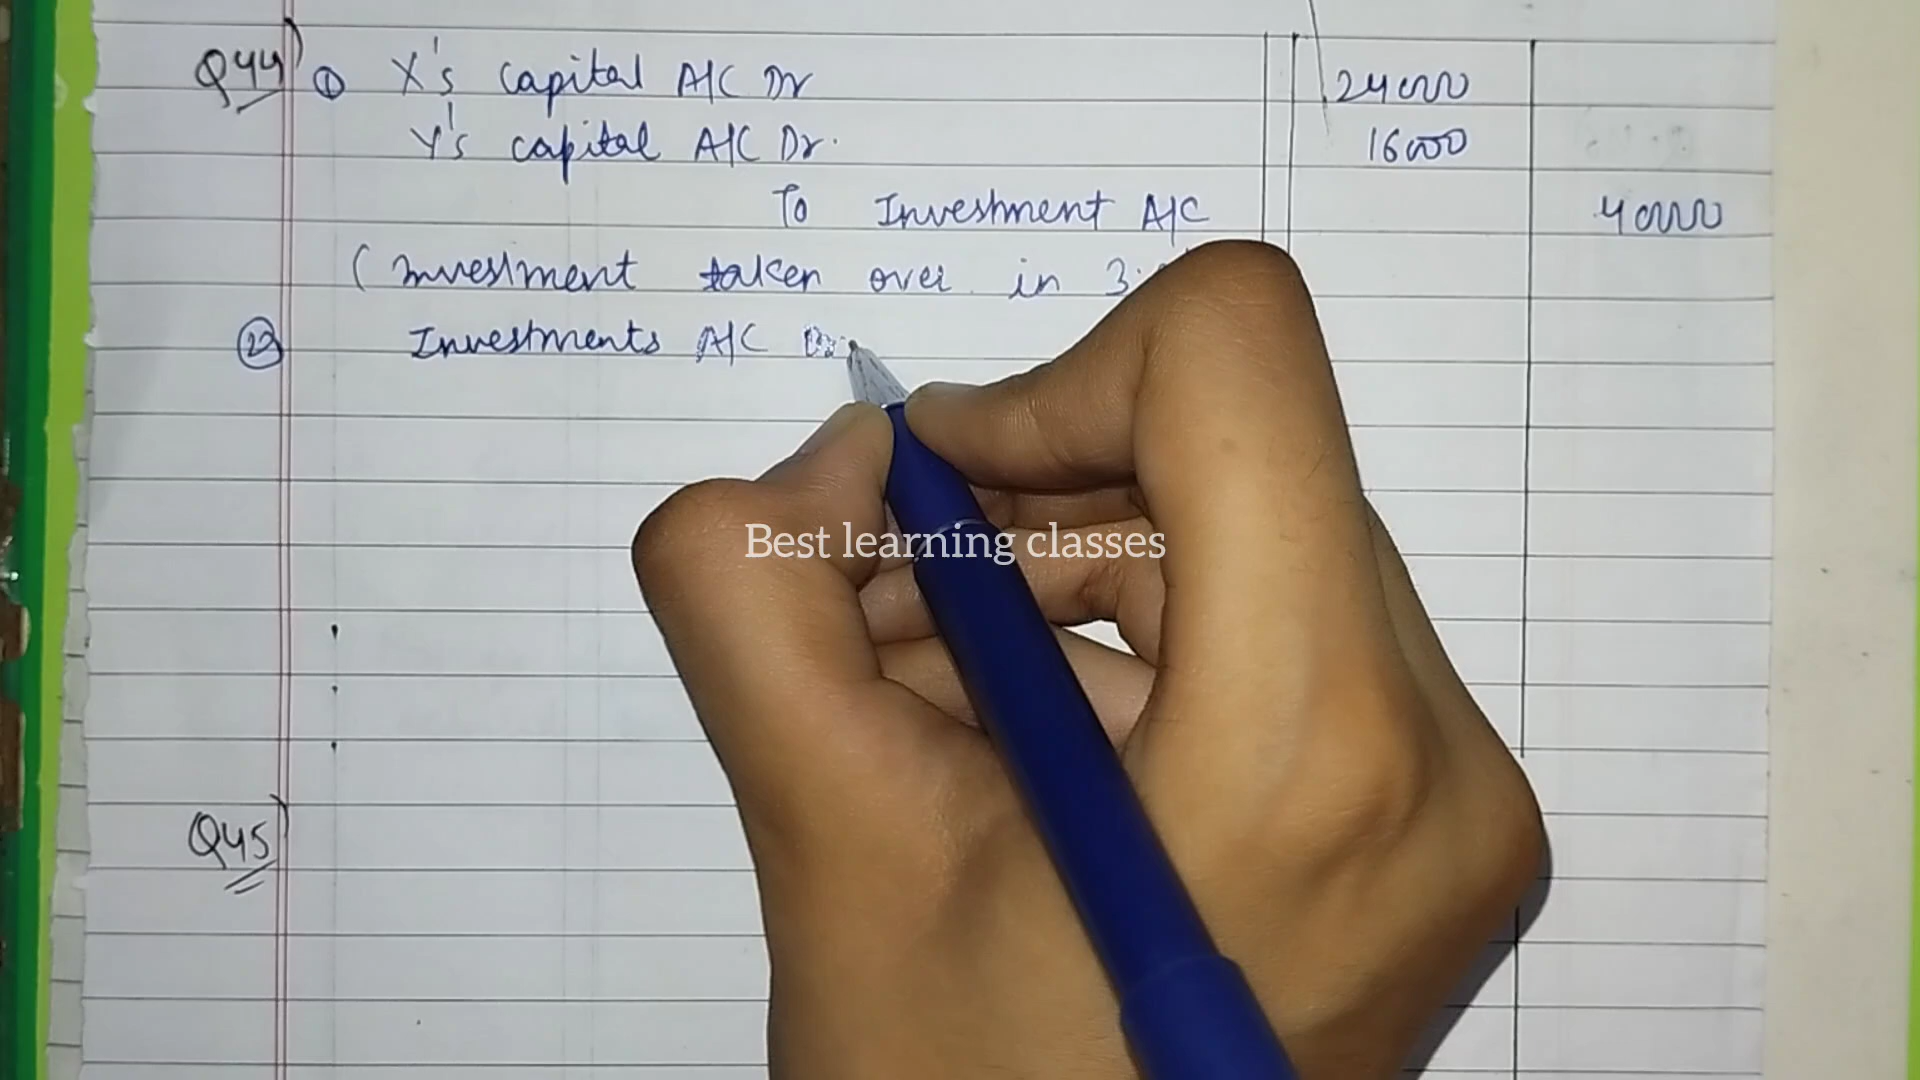 Q44) ① X's capital A/C Dr 24000
Y's capital A/C Dr. 16000
To Investment A/C 40000
(Investment taken over in 3:
② Investments A/C Dr.
Best learning classes
Q45)